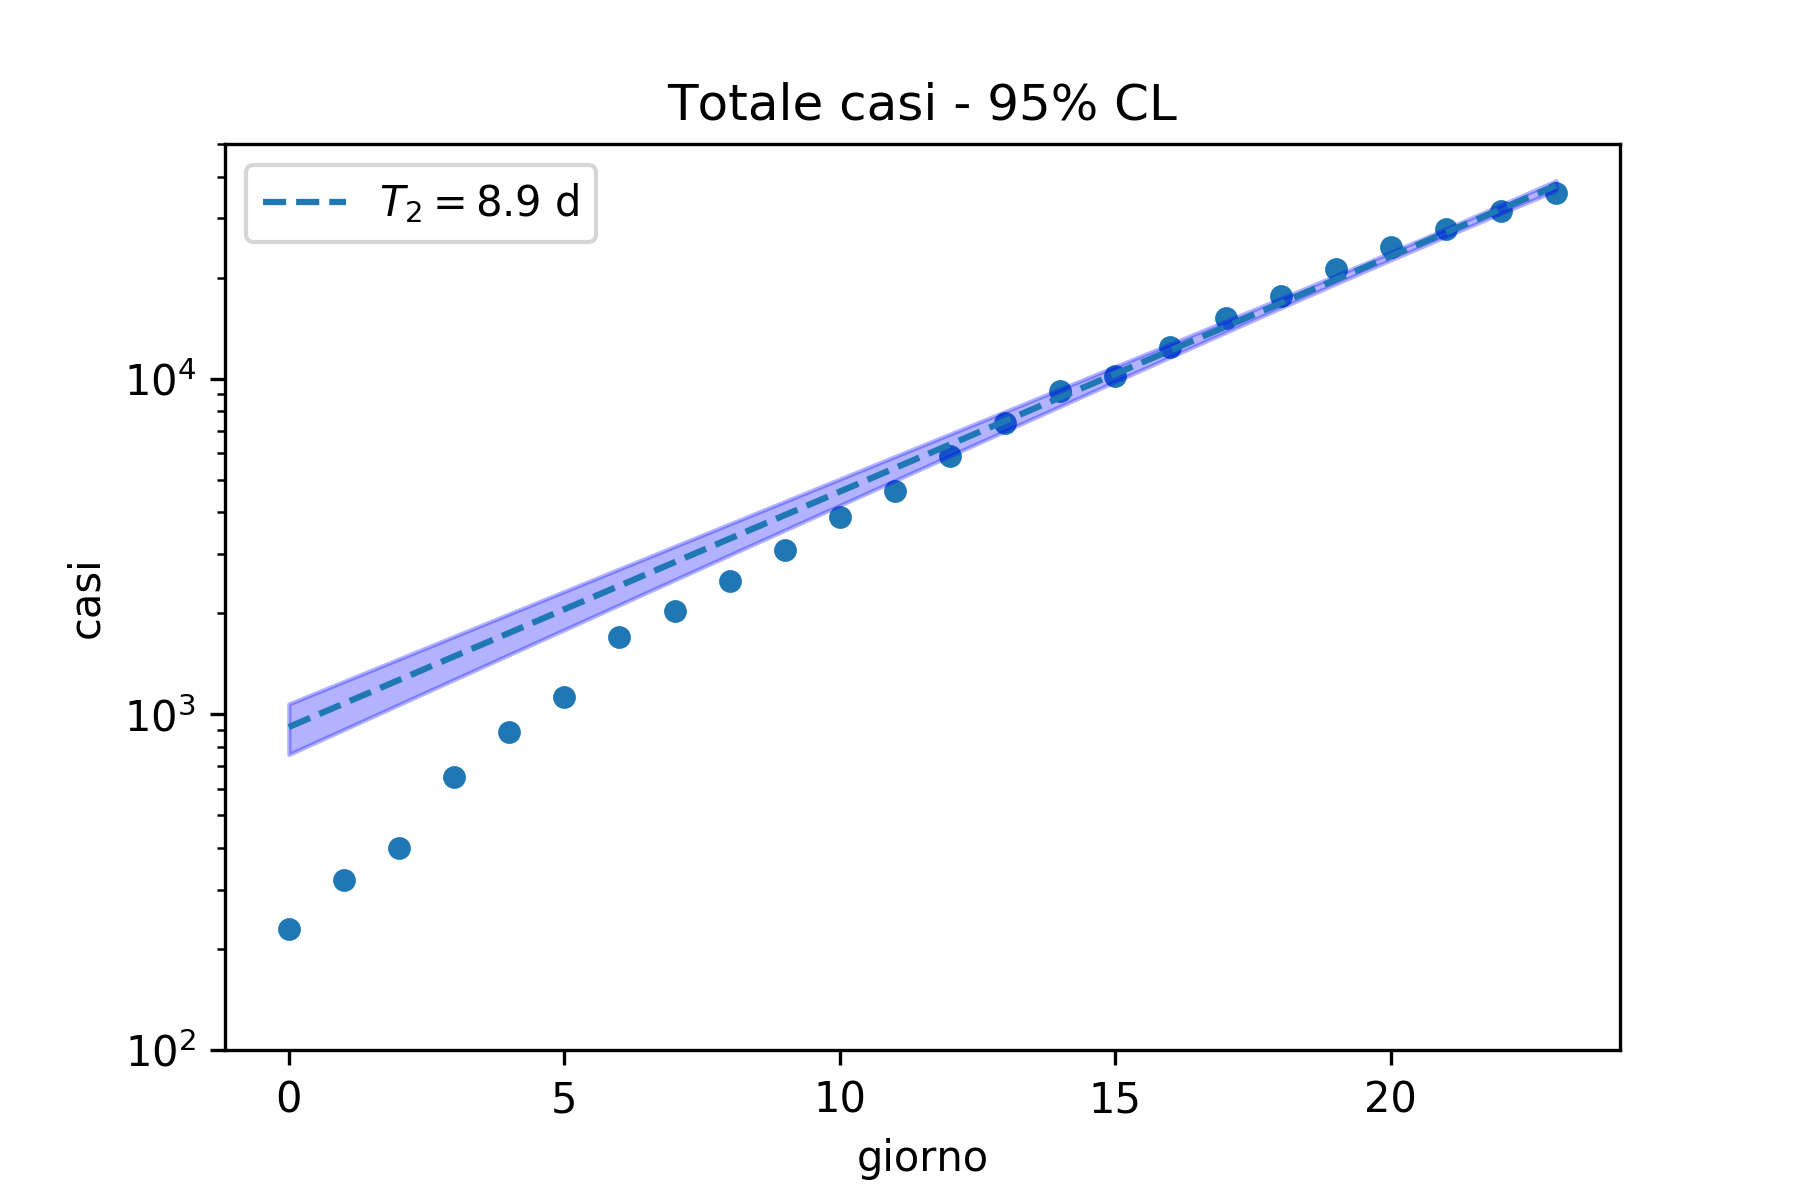 Totale casi - 95% CL
T₂ = 8.9 d
casi
10⁴
10³
10²
0 5 10 15 20
giorno